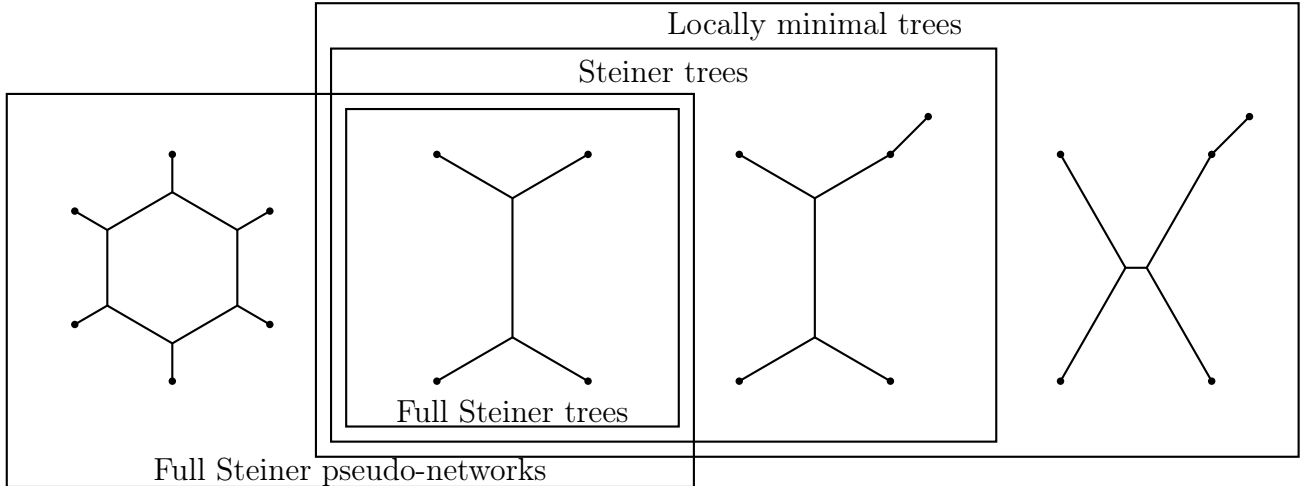 Locally minimal trees
Steiner trees
Full Steiner trees
Full Steiner pseudo-networks